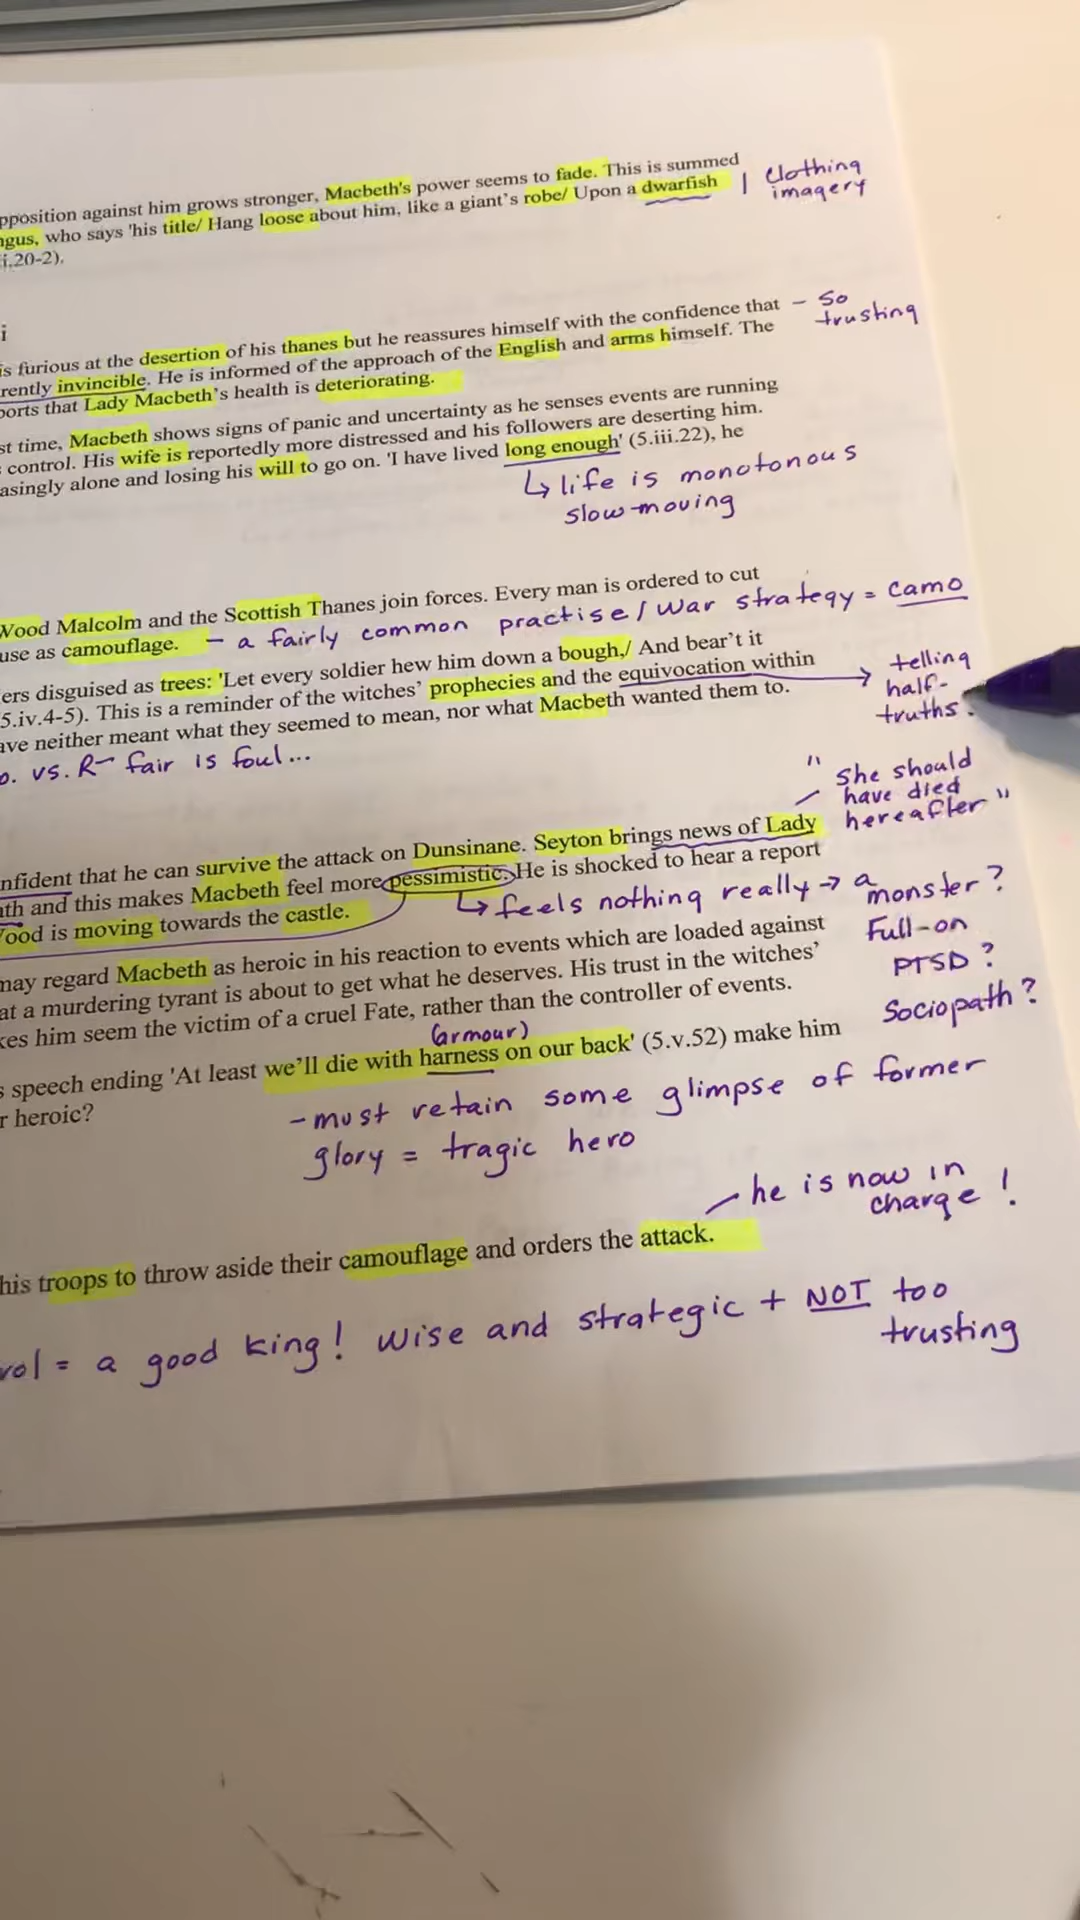 pposition against him grows stronger, Macbeth's power seems to fade. This is summed
ngus, who says 'his title/ Hang loose about him, like a giant's robe/ Upon a dwarfish
clothing
imagery
i.20-2).
i
is furious at the desertion of his thanes but he reassures himself with the confidence that
- so
trusting
rently invincible. He is informed of the approach of the English and arms himself. The
ports that Lady Macbeth's health is deteriorating.
st time, Macbeth shows signs of panic and uncertainty as he senses events are running
control. His wife is reportedly more distressed and his followers are deserting him.
asingly alone and losing his will to go on. 'I have lived long enough' (5.iii.22), he
↳ life is monotonous
slow-moving
Wood Malcolm and the Scottish Thanes join forces. Every man is ordered to cut
use as camouflage.
- a fairly common practise / war strategy = camo
ers disguised as trees: 'Let every soldier hew him down a bough,/ And bear't it
5.iv.4-5). This is a reminder of the witches' prophecies and the equivocation within
→ telling
half-
truths.
ave neither meant what they seemed to mean, nor what Macbeth wanted them to.
vs. R fair is foul...
"She should
have died
hereafter"
nfident that he can survive the attack on Dunsinane. Seyton brings news of Lady
ath and this makes Macbeth feel more pessimistic. He is shocked to hear a report
↳ feels nothing really → a monster?
Full-on
PTSD?
Sociopath?
Wood is moving towards the castle.
may regard Macbeth as heroic in his reaction to events which are loaded against
at a murdering tyrant is about to get what he deserves. His trust in the witches'
kes him seem the victim of a cruel Fate, rather than the controller of events.
(armour)
s speech ending 'At least we'll die with harness on our back' (5.v.52) make him
r heroic?
- must retain some glimpse of former
glory = tragic hero
he is now in
charge!
his troops to throw aside their camouflage and orders the attack.
rol = a good king! Wise and strategic + NOT too
trusting